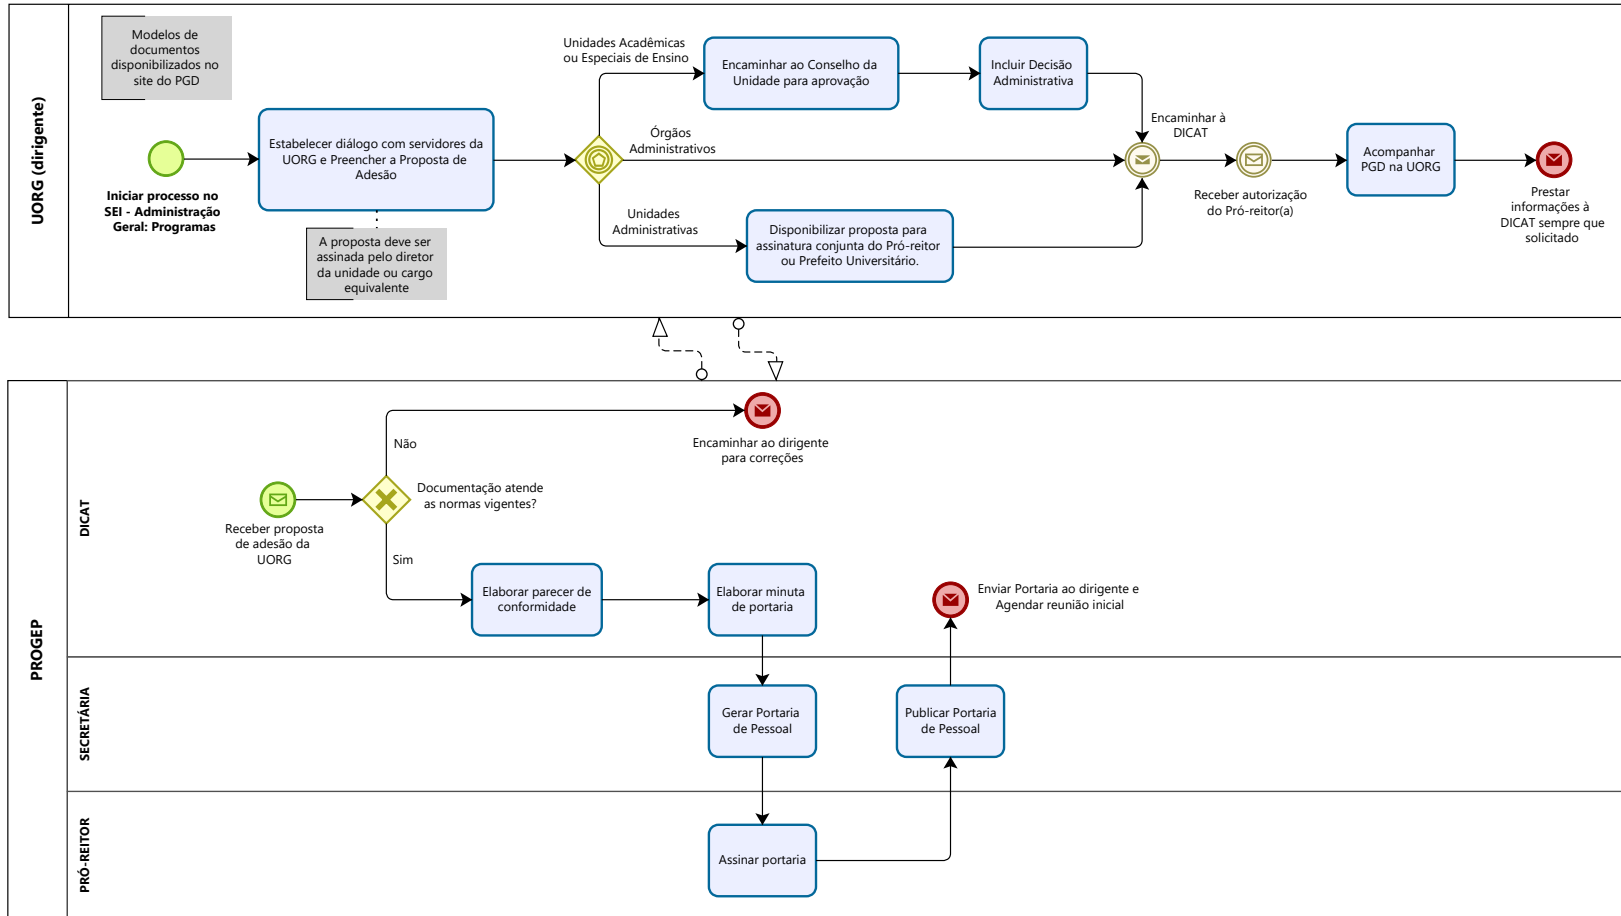 UORG (dirigente)
Modelos de
documentos
disponibilizados no
site do PGD
Iniciar processo no
SEI - Administração
Geral: Programas
Estabelecer diálogo com servidores da
UORG e Preencher a Proposta de
Adesão
A proposta deve ser
assinada pelo diretor
da unidade ou cargo
equivalente
Unidades Acadêmicas
ou Especiais de Ensino
Órgãos
Administrativos
Unidades
Administrativas
Encaminhar ao Conselho da
Unidade para aprovação
Incluir Decisão
Administrativa
Disponibilizar proposta para
assinatura conjunta do Pró-reitor
ou Prefeito Universitário.
Encaminhar à
DICAT
Receber autorização
do Pró-reitor(a)
Acompanhar
PGD na UORG
Prestar
informações à
DICAT sempre que
solicitado
PROGEP
DICAT
Receber proposta
de adesão da
UORG
Não
Documentação atende
as normas vigentes?
Sim
Encaminhar ao dirigente
para correções
Elaborar parecer de
conformidade
Elaborar minuta
de portaria
Enviar Portaria ao dirigente e
Agendar reunião inicial
SECRETÁRIA
Gerar Portaria
de Pessoal
Publicar Portaria
de Pessoal
PRÓ-REITOR
Assinar portaria